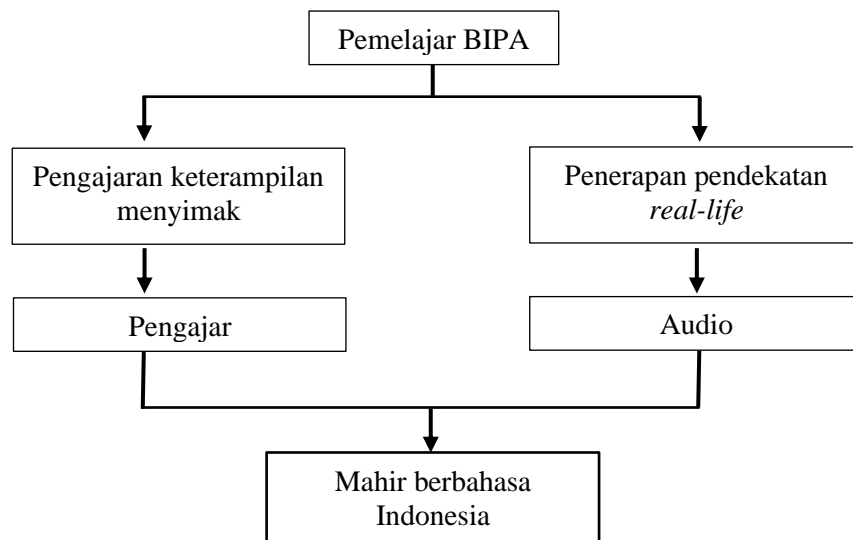 Pemelajar BIPA
Pengajaran keterampilan
menyimak
Penerapan pendekatan
real-life
Pengajar
Audio
Mahir berbahasa
Indonesia